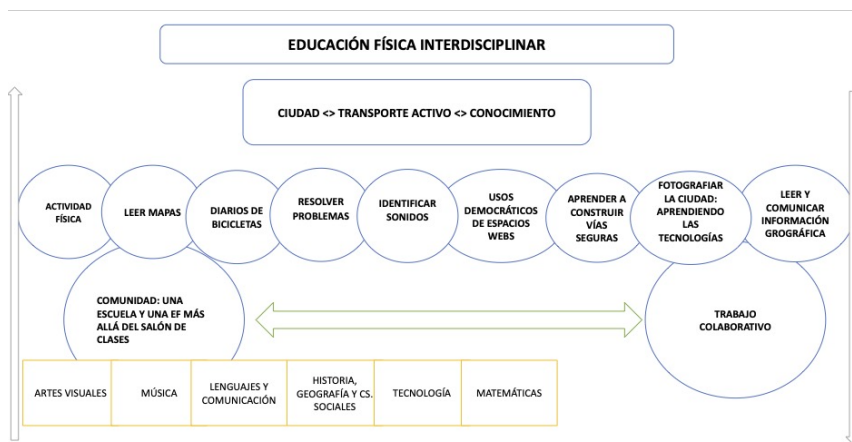 EDUCACIÓN FÍSICA INTERDISCIPLINAR
CIUDAD <> TRANSPORTE ACTIVO <> CONOCIMIENTO
ACTIVIDAD
FÍSICA
LEER MAPAS
DIARIOS DE
BICICLETAS
RESOLVER
PROBLEMAS
IDENTIFICAR
SONIDOS
USOS
DEMOCRÁTICOS
DE ESPACIOS
WEBS
APRENDER A
CONSTRUIR
VÍAS
SEGURAS
FOTOGRAFIAR
LA CIUDAD:
APRENDIENDO
LAS
TECNOLOGÍAS
LEER Y
COMUNICAR
INFORMACIÓN
GROGRÁFICA
COMUNIDAD: UNA
ESCUELA Y UNA EF MÁS
ALLÁ DEL SALÓN DE
CLASES
TRABAJO
COLABORATIVO
ARTES VISUALES
MÚSICA
LENGUAJES Y
COMUNICACIÓN
HISTORIA,
GEOGRAFÍA Y CS.
SOCIALES
TECNOLOGÍA
MATEMÁTICAS